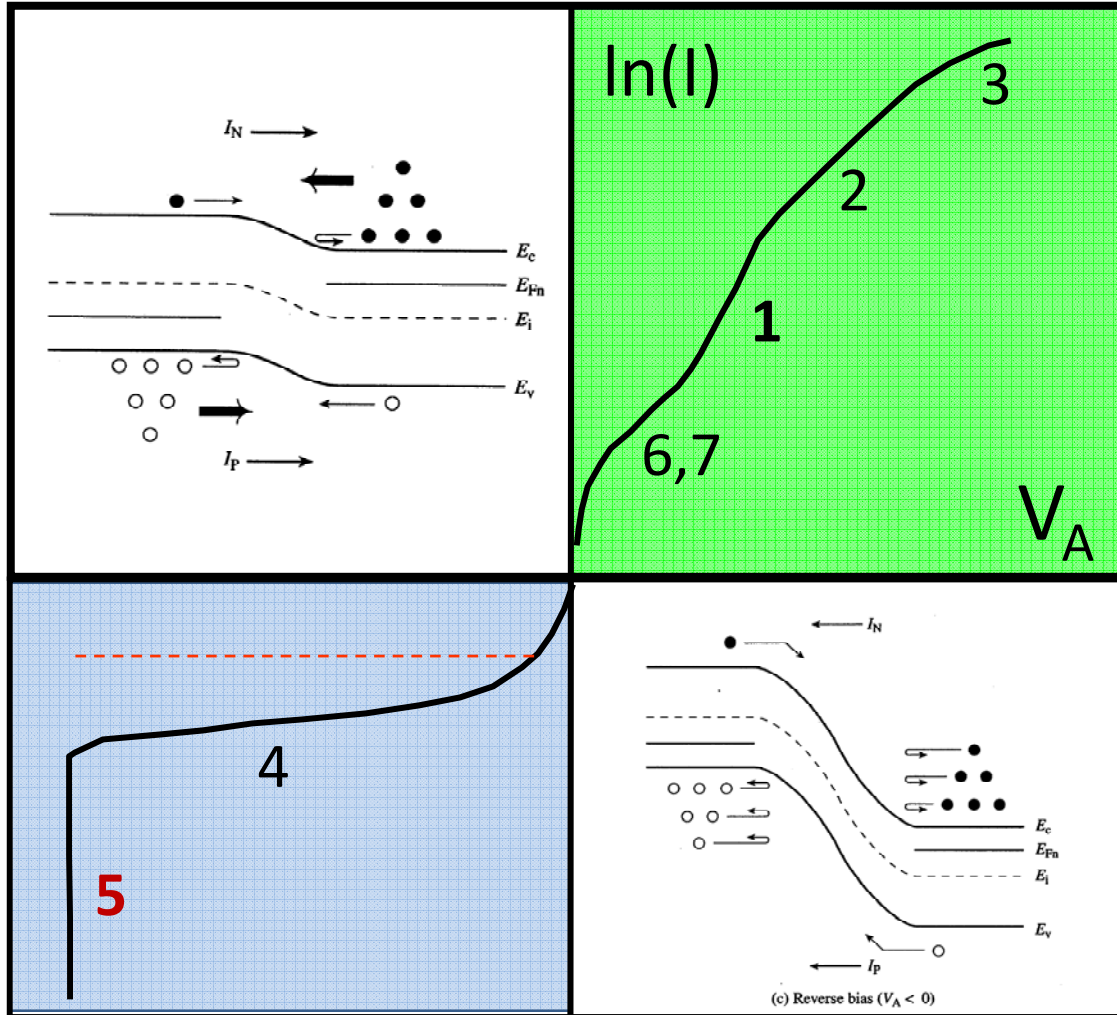 I_N
E_c
E_Fn
E_i
E_v
I_P
ln(I)
3
2
1
6,7
V_A
4
5
I_N
E_c
E_Fn
E_i
E_v
I_P
(c) Reverse bias (V_A < 0)